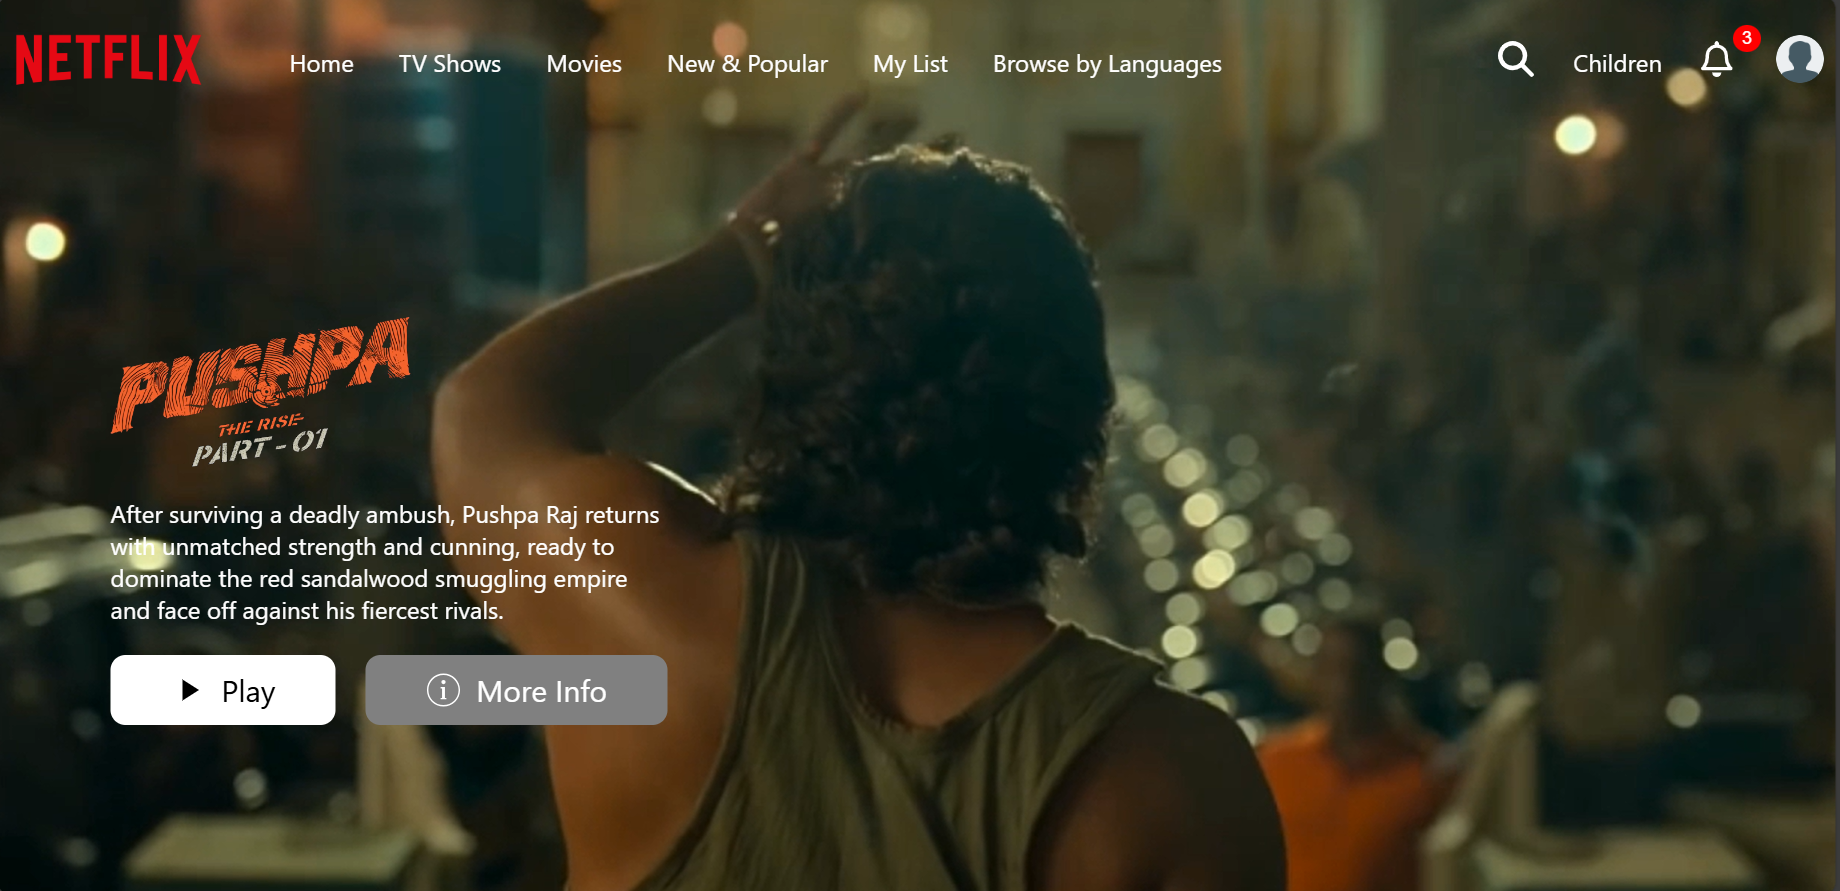 NETFLIX
Home TV Shows Movies New & Popular My List Browse by Languages Children 3
PUSHPA
THE RISE
PART - 01
After surviving a deadly ambush, Pushpa Raj returns
with unmatched strength and cunning, ready to
dominate the red sandalwood smuggling empire
and face off against his fiercest rivals.
Play More Info